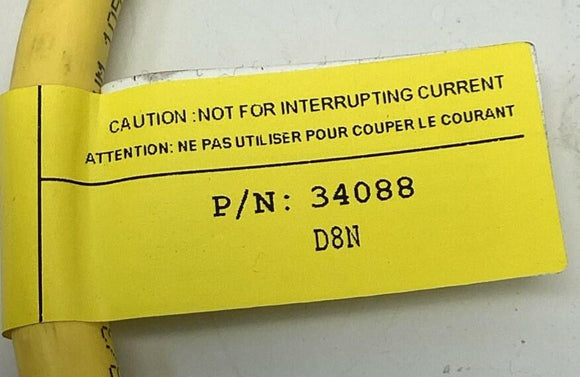 CAUTION :NOT FOR INTERRUPTING CURRENT
ATTENTION: NE PAS UTILISER POUR COUPER LE COURANT
P/N: 34088
D8N